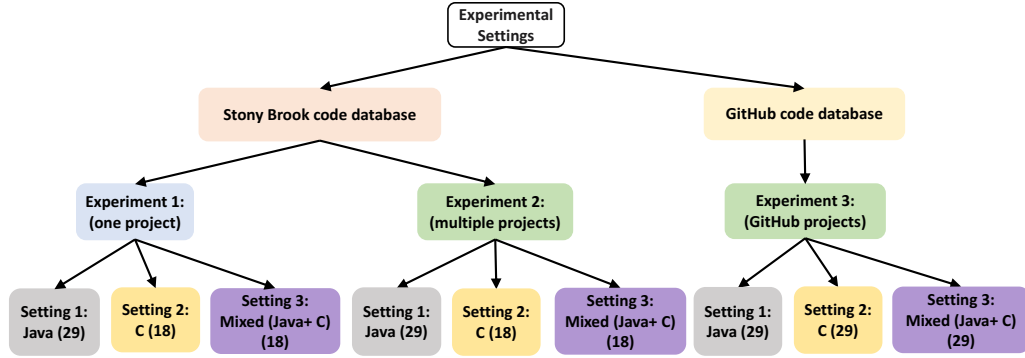 Experimental
Settings
Stony Brook code database
GitHub code database
Experiment 1:
(one project)
Experiment 2:
(multiple projects)
Experiment 3:
(GitHub projects)
Setting 1:
Java (29)
Setting 2:
C (18)
Setting 3:
Mixed (Java+ C)
(18)
Setting 1:
Java (29)
Setting 2:
C (18)
Setting 3:
Mixed (Java+ C)
(18)
Setting 1:
Java (29)
Setting 2:
C (29)
Setting 3:
Mixed (Java+ C)
(29)